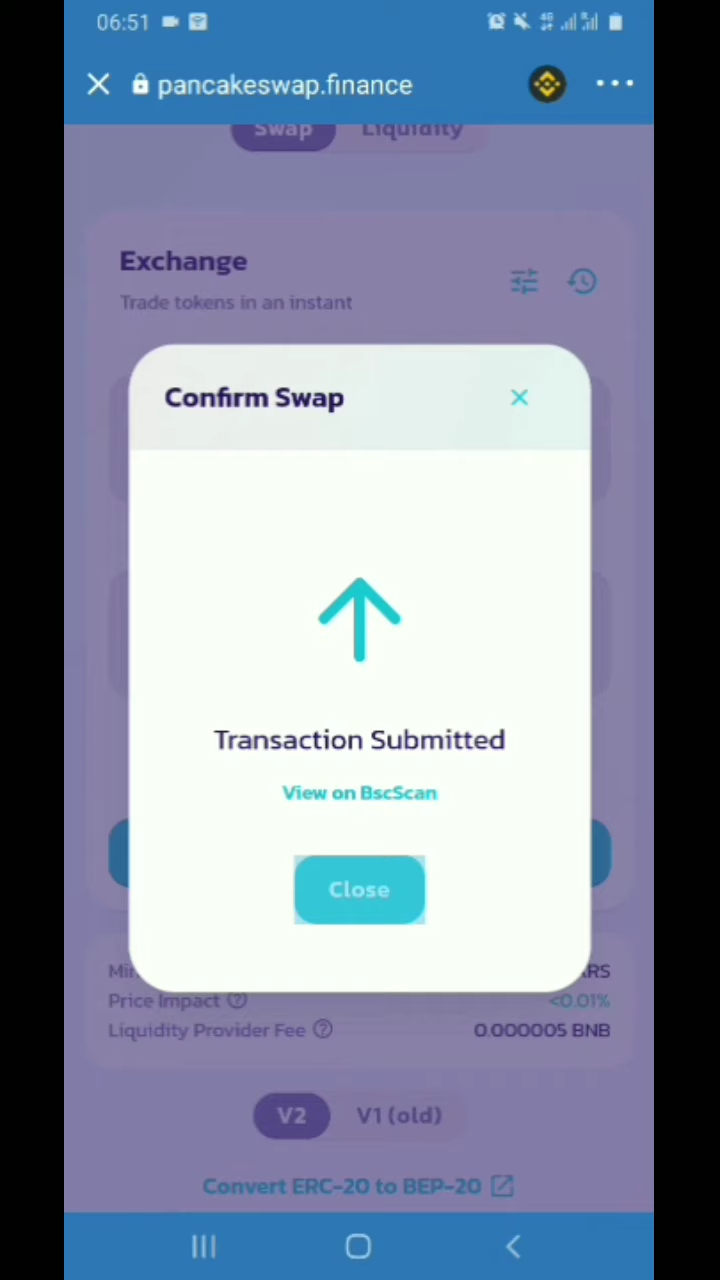 06:51
pancakeswap.finance
Swap Liquidity
Exchange
Trade tokens in an instant
Confirm Swap
Transaction Submitted
View on BscScan
Close
Price Impact <0.01%
Liquidity Provider Fee 0.000005 BNB
V2 V1 (old)
Convert ERC-20 to BEP-20